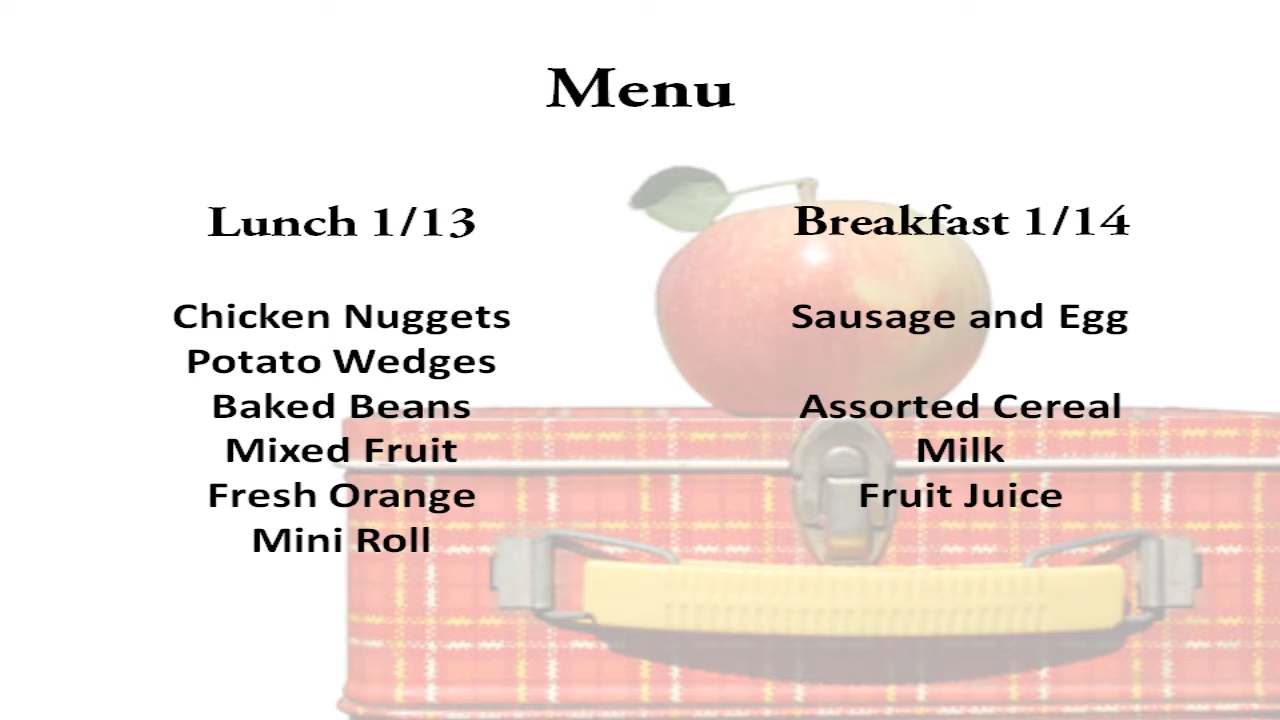 Menu
Lunch 1/13
Chicken Nuggets
Potato Wedges
Baked Beans
Mixed Fruit
Fresh Orange
Mini Roll
Breakfast 1/14
Sausage and Egg
Assorted Cereal
Milk
Fruit Juice